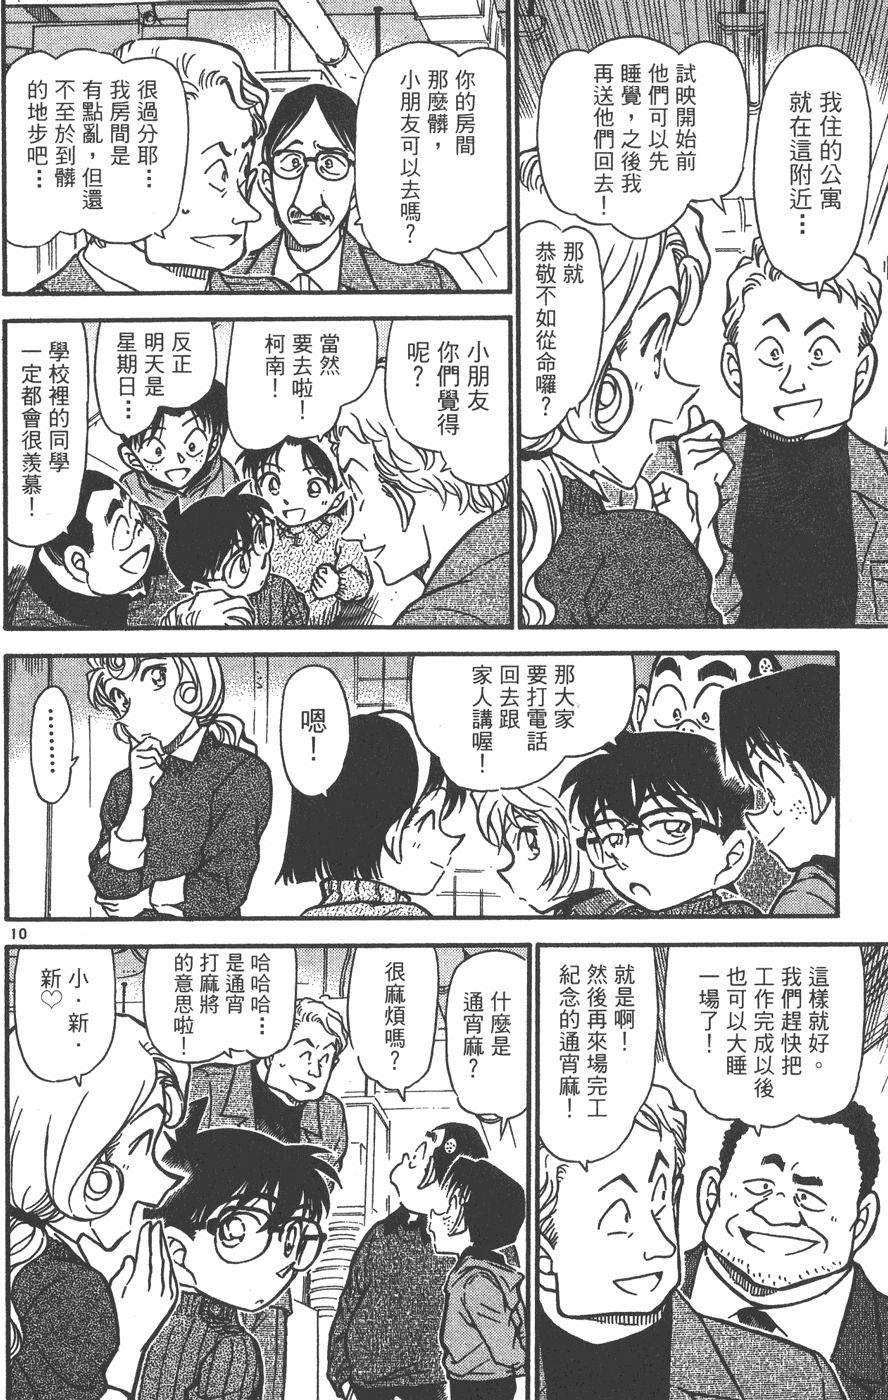 我住的公寓
就在這附近…
試映開始前
他們可以先
睡覺，之後我
再送他們回去！
那就
恭敬不如從命囉？
你的房間
那麼髒，
小朋友可以去嗎？
很過分耶…
我房間是
有點亂，但還
不至於到髒
的地步吧…
小朋友
你們覺得
呢？
當然
要去啦！
柯南！
反正
明天是
星期日…
學校裡的同學
一定都會很羨慕！
那大家
要打電話
回去跟
家人講喔！
嗯！
………
10
這樣就好。
我們趕快把
工作完成以後
也可以大睡
一場了！
就是啊！
然後再來場完工
紀念的通宵麻！
什麼是
通宵麻？
很麻煩嗎？
哈哈哈…
是通宵
打麻將
的意思啦！
小．新．
新♡